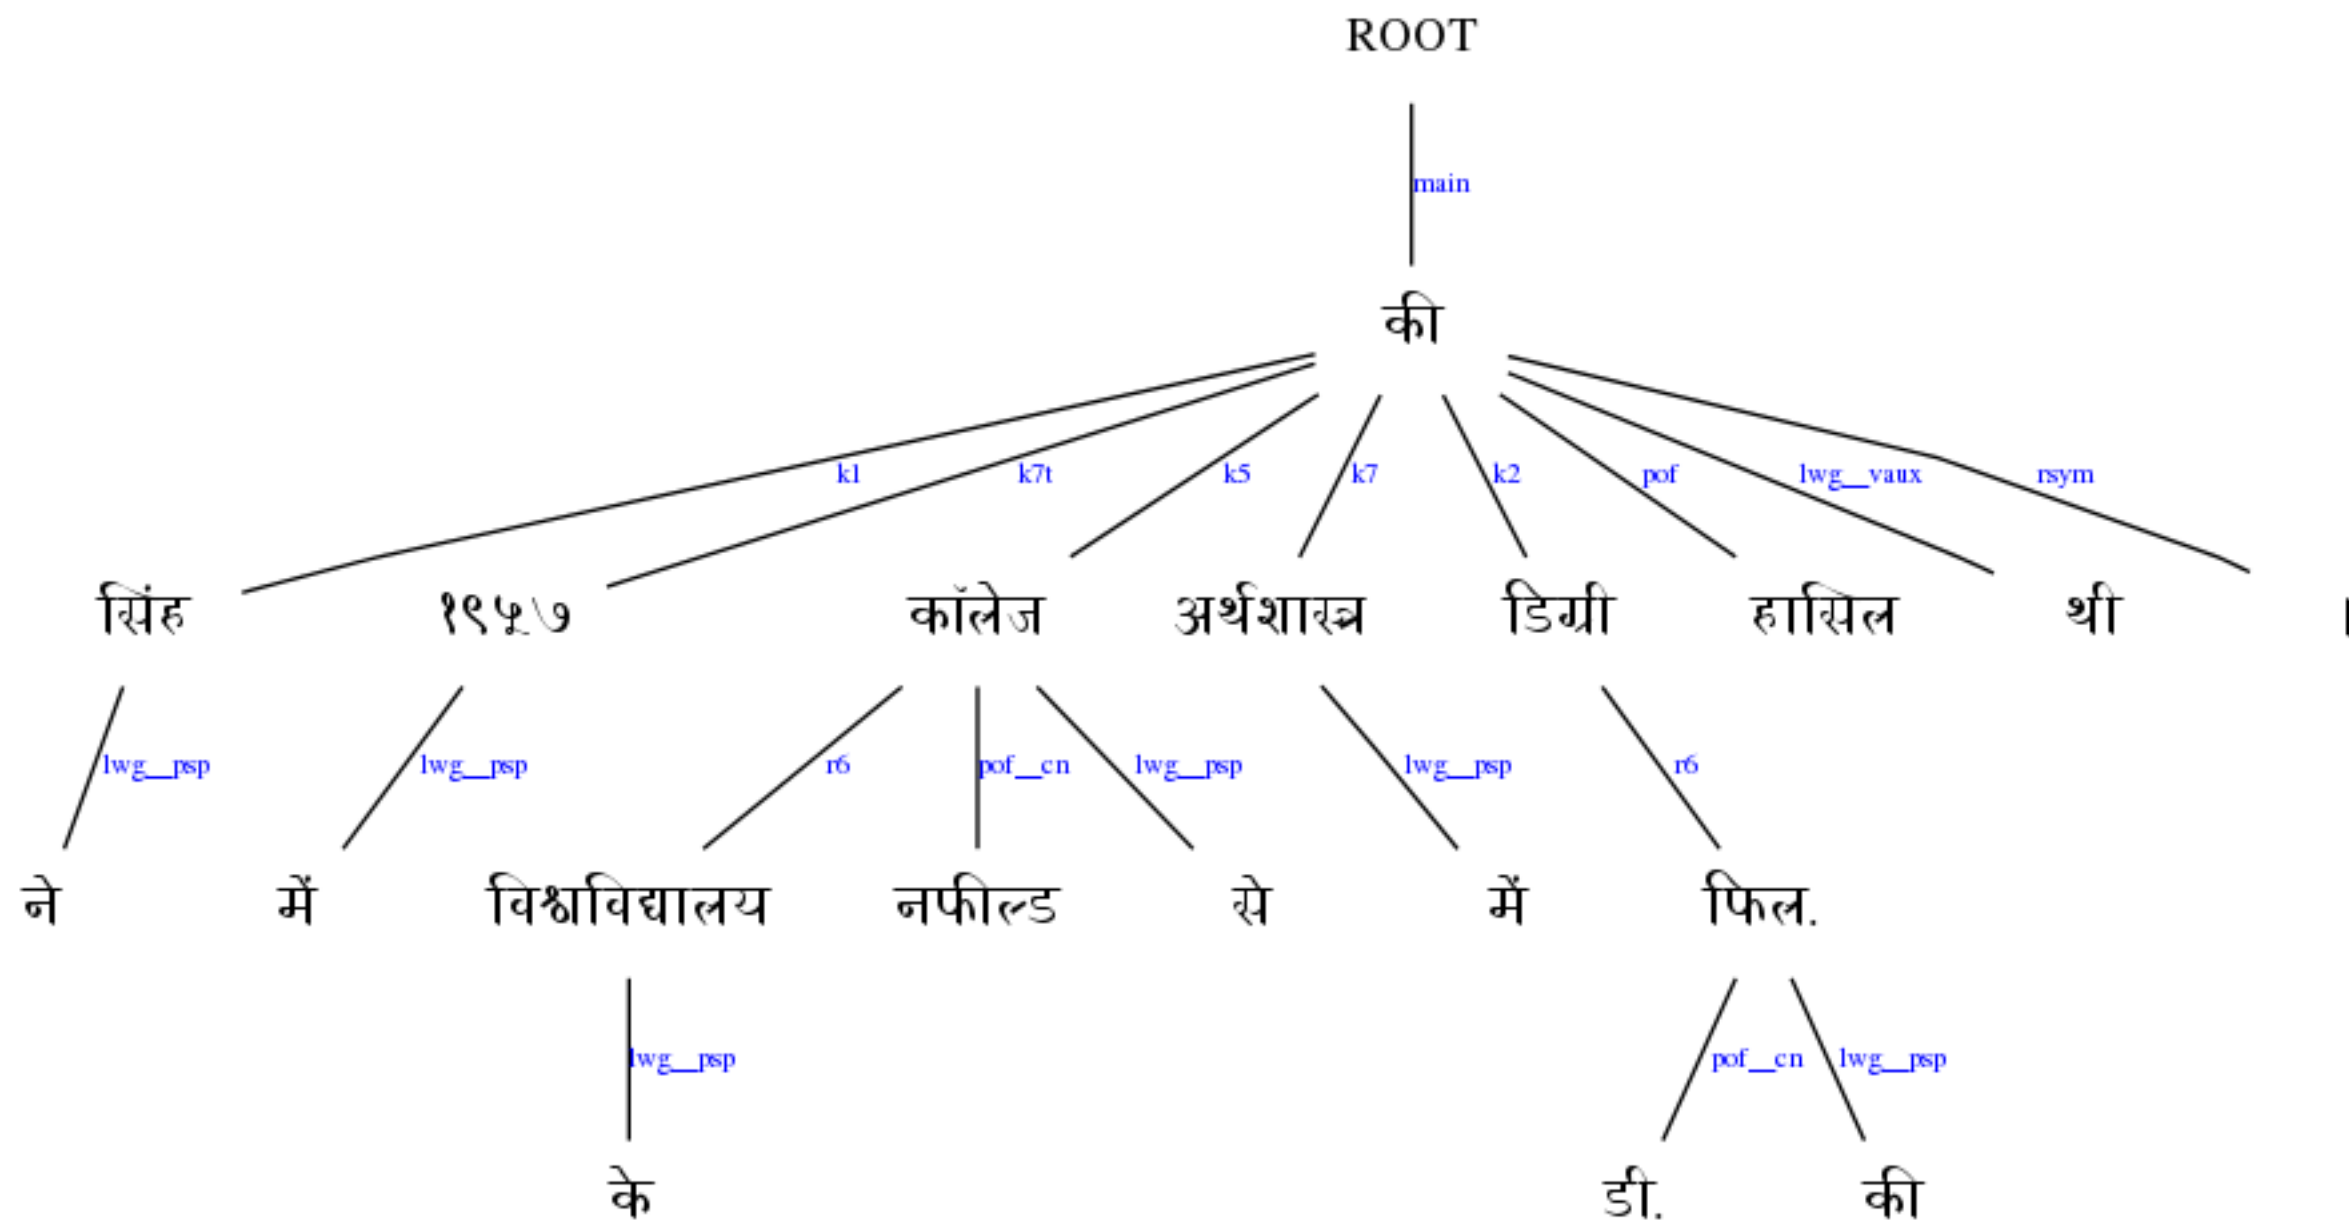 ROOT
main
की
k1 k7t k5 k7 k2 pof lwg__vaux rsym
सिंह १९५७ कॉलेज अर्थशास्त्र डिग्री हासिल थी ।
lwg__psp lwg__psp r6 pof__cn lwg__psp lwg__psp r6
ने में विश्वविद्यालय नफील्ड से में फिल.
lwg__psp pof__cn lwg__psp
के डी. की